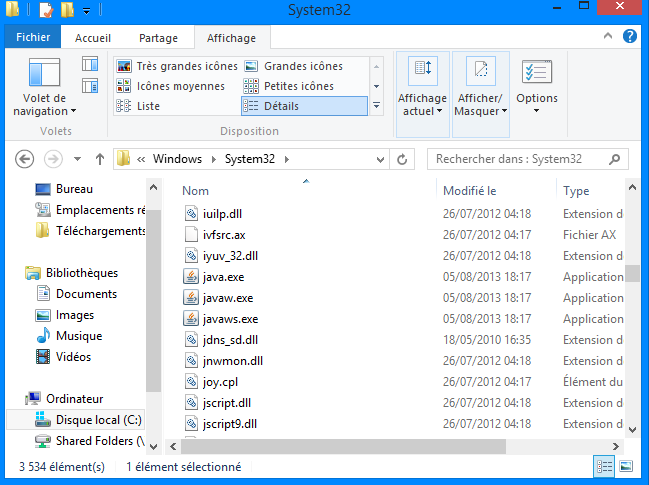 System32
Fichier Accueil Partage Affichage
Volet de navigation
Très grandes icônes Grandes icônes
Icônes moyennes Petites icônes
Liste Détails
Affichage actuel
Afficher/ Masquer
Options
Volets Disposition
« Windows System32
Rechercher dans : System32
Bureau
Emplacements ré
Téléchargements
Bibliothèques
Documents
Images
Musique
Vidéos
Ordinateur
Disque local (C:)
Shared Folders (\
Nom Modifié le Type
iuilp.dll 26/07/2012 04:18 Extension d
ivfsrc.ax 26/07/2012 04:17 Fichier AX
iyuv_32.dll 26/07/2012 04:18 Extension d
java.exe 05/08/2013 18:17 Application
javaw.exe 05/08/2013 18:17 Application
javaws.exe 05/08/2013 18:17 Application
jdns_sd.dll 18/05/2010 16:35 Extension d
jnwmon.dll 26/07/2012 04:18 Extension d
joy.cpl 26/07/2012 04:17 Élément du
jscript.dll 26/07/2012 04:18 Extension d
jscript9.dll 26/07/2012 04:18 Extension d
3 534 élément(s) 1 élément sélectionné